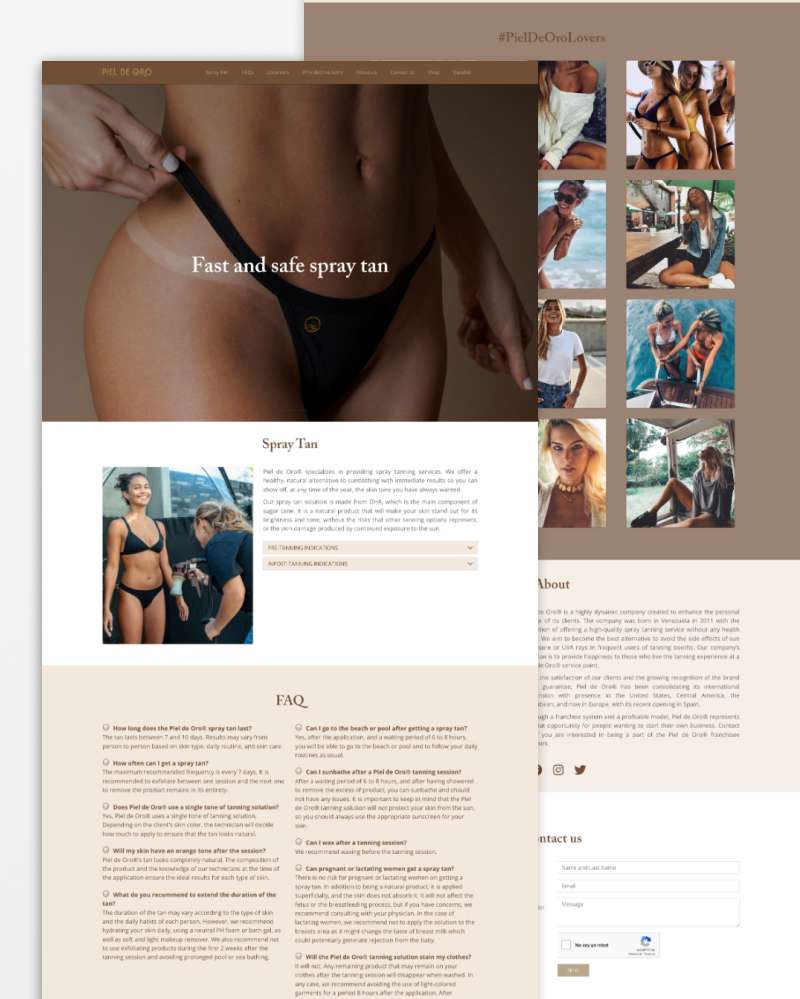 #PielDeOroLovers
PIEL DE ORO
Spray Tan
FAQs
Locations
#PielDeOroLovers
About us
Contact us
Shop
Español
Fast and safe spray tan
Spray Tan
Piel de Oro® specializes in providing spray tanning services. We offer a
healthy, natural alternative to sunbathing with immediate results so you can
show off, at any time of the year, the skin tone you have always wanted.
Our spray tan solution is made from DHA, which is the main component of
sugar cane. It is a natural product that will make your skin stand out for its
brightness and tone, without the risks that other tanning options represent,
or the skin damage produced by continued exposure to the sun.
PRE-TANNING INDICATIONS
INPOST-TANNING INIDICATIONS
FAQ
How long does the Piel de Oro® spray tan last?
The tan lasts between 7 and 10 days. Results may vary from
person to person based on skin type, daily routine, and skin care.
How often can I get a spray tan?
The maximum recommended frequency is every 7 days. It is
recommended to exfoliate between one session and the next one
to remove the product remains in its entirety.
Does Piel de Oro® use a single tone of tanning solution?
Yes, Piel de Oro® uses a single tone of tanning solution.
Depending on the client's skin color, the technician will decide
how much to apply to ensure that the tan looks natural.
Will my skin have an orange tone after the session?
Piel de Oro®'s tan looks completely natural. The composition of
the product and the knowledge of our technicians at the time of
the application ensure the ideal results for each type of skin.
What do you recommend to extend the duration of the
tan?
The duration of the tan may vary according to the type of skin
and the daily habits of each person. However, we recommend
hydrating your skin daily, using a neutral PH foam or bath gel, as
well as soft and light makeup remover. We also recommend not
to use exfoliating products during the first 2 weeks after the
tanning session and avoiding prolonged pool or sea bathing.
Can I go to the beach or pool after getting a spray tan?
Yes, after the application, and a waiting period of 6 to 8 hours,
you will be able to go to the beach or pool and to follow your daily
routines as usual.
Can I sunbathe after a Piel de Oro® tanning session?
After a waiting period of 6 to 8 hours, and after having showered
to remove the excess of product, you can sunbathe and should
not have any issues. It is important to keep in mind that the Piel
de Oro® tanning solution will not protect your skin from the sun,
so you should always use the appropriate sunscreen for your
skin.
Can I wax after a tanning session?
We recommend waxing before the tanning session.
Can pregnant or lactating women get a spray tan?
There is no risk for pregnant or lactating women on getting a
spray tan. In addition to being a natural product, it is applied
superficially, and the skin does not absorb it. It will not affect the
fetus or the breastfeeding process, but if you have concerns, we
recommend consulting with your physician. In the case of
lactating women, we recommend not to apply the solution to the
breasts area as it might change the taste of breast milk which
could potentially generate rejection from the baby.
Will the Piel de Oro® tanning solution stain my clothes?
It will not. Any remaining product that may remain on your
clothes after the tanning session will disappear when washed. In
any case, we recommend avoiding the use of light-colored
garments for a period 8 hours after the application. After
About
de Oro® is a highly dynamic company created to enhance the personal
of its clients. The company was born in Venezuela in 2011 with the
of offering a high-quality spray tanning service without any health
We aim to become the best alternative to avoid the side effects of sun
or UVA rays in frequent users of tanning booths. Our company's
is to provide happiness to those who live the tanning experience at a
de Oro® service point.
the satisfaction of our clients and the growing recognition of the brand
guarantee, Piel de Oro® has been consolidating its international
with presence in the United States, Central America, the
and now in Europe, with its recent opening in Spain.
a franchise system and a profitable model, Piel de Oro® represents
opportunity for people wanting to start their own business. Contact
you are interested in being a part of the Piel de Oro® franchisee
ntact us
Name and Last Name
Email
Message
or
No soy un robot
reCAPTCHA
SEND